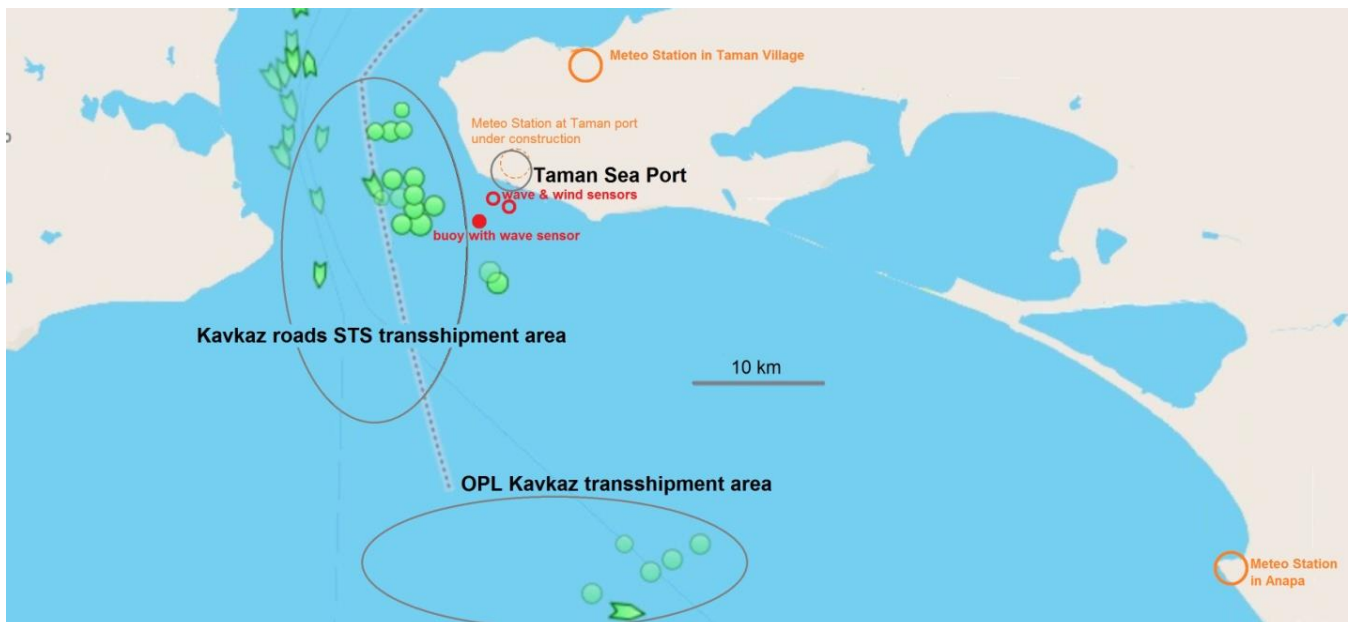 Meteo Station in Taman Village
Meteo Station at Taman port
under construction
Taman Sea Port
wave & wind sensors
buoy with wave sensor
Kavkaz roads STS transshipment area
10 km
OPL Kavkaz transshipment area
Meteo Station
in Anapa